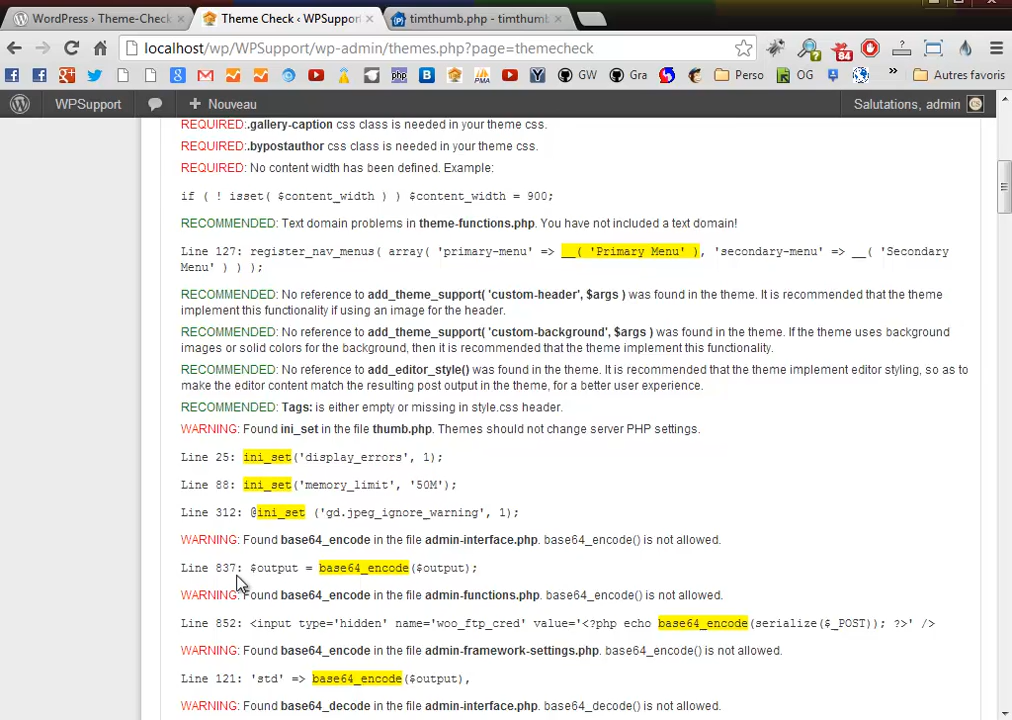 WordPress › Theme-Check
Theme Check ‹ WPSuppor
timthumb.php - timthumb
localhost/wp/WPSupport/wp-admin/themes.php?page=themecheck
84
GW
Gra
Perso
OG
»
Autres favoris
WPSupport
Nouveau
Salutations, admin
REQUIRED:.gallery-caption css class is needed in your theme css.
REQUIRED:.bypostauthor css class is needed in your theme css.
REQUIRED: No content width has been defined. Example:
if ( ! isset( $content_width ) ) $content_width = 900;
RECOMMENDED: Text domain problems in theme-functions.php. You have not included a text domain!
Line 127: register_nav_menus( array( 'primary-menu' => __( 'Primary Menu' ), 'secondary-menu' => __( 'Secondary
Menu' ) ) );
RECOMMENDED: No reference to add_theme_support( 'custom-header', $args ) was found in the theme. It is recommended that the theme
implement this functionality if using an image for the header.
RECOMMENDED: No reference to add_theme_support( 'custom-background', $args ) was found in the theme. If the theme uses background
images or solid colors for the background, then it is recommended that the theme implement this functionality.
RECOMMENDED: No reference to add_editor_style() was found in the theme. It is recommended that the theme implement editor styling, so as to
make the editor content match the resulting post output in the theme, for a better user experience.
RECOMMENDED: Tags: is either empty or missing in style.css header.
WARNING: Found ini_set in the file thumb.php. Themes should not change server PHP settings.
Line 25: ini_set('display_errors', 1);
Line 88: ini_set('memory_limit', '50M');
Line 312: @ini_set ('gd.jpeg_ignore_warning', 1);
WARNING: Found base64_encode in the file admin-interface.php. base64_encode() is not allowed.
Line 837: $output = base64_encode($output);
WARNING: Found base64_encode in the file admin-functions.php. base64_encode() is not allowed.
Line 852: <input type='hidden' name='woo_ftp_cred' value='<?php echo base64_encode(serialize($_POST)); ?>' />
WARNING: Found base64_encode in the file admin-framework-settings.php. base64_encode() is not allowed.
Line 121: 'std' => base64_encode($output),
WARNING: Found base64_decode in the file admin-interface.php. base64_decode() is not allowed.